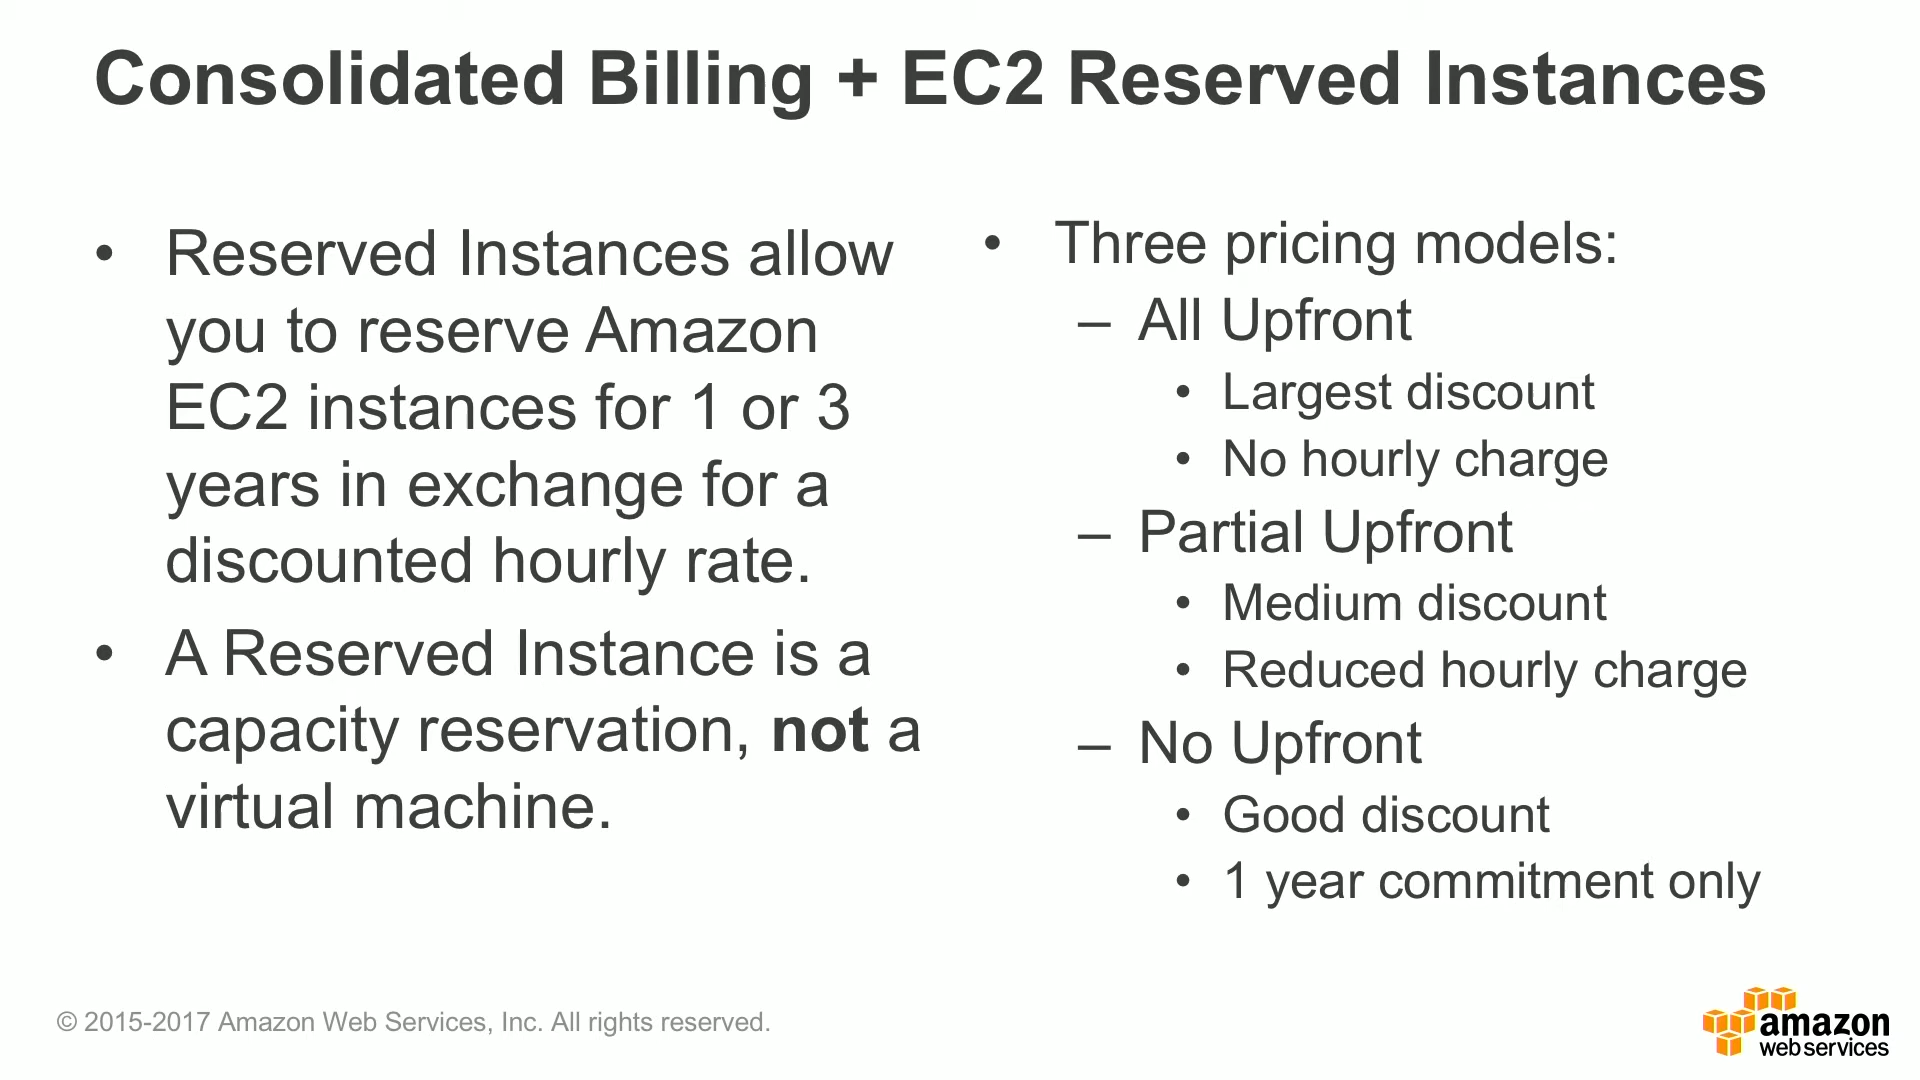 Consolidated Billing + EC2 Reserved Instances
• Reserved Instances allow
you to reserve Amazon
EC2 instances for 1 or 3
years in exchange for a
discounted hourly rate.
• A Reserved Instance is a
capacity reservation, not a
virtual machine.
• Three pricing models:
– All Upfront
• Largest discount
• No hourly charge
– Partial Upfront
• Medium discount
• Reduced hourly charge
– No Upfront
• Good discount
• 1 year commitment only
© 2015-2017 Amazon Web Services, Inc. All rights reserved.
amazon
web services